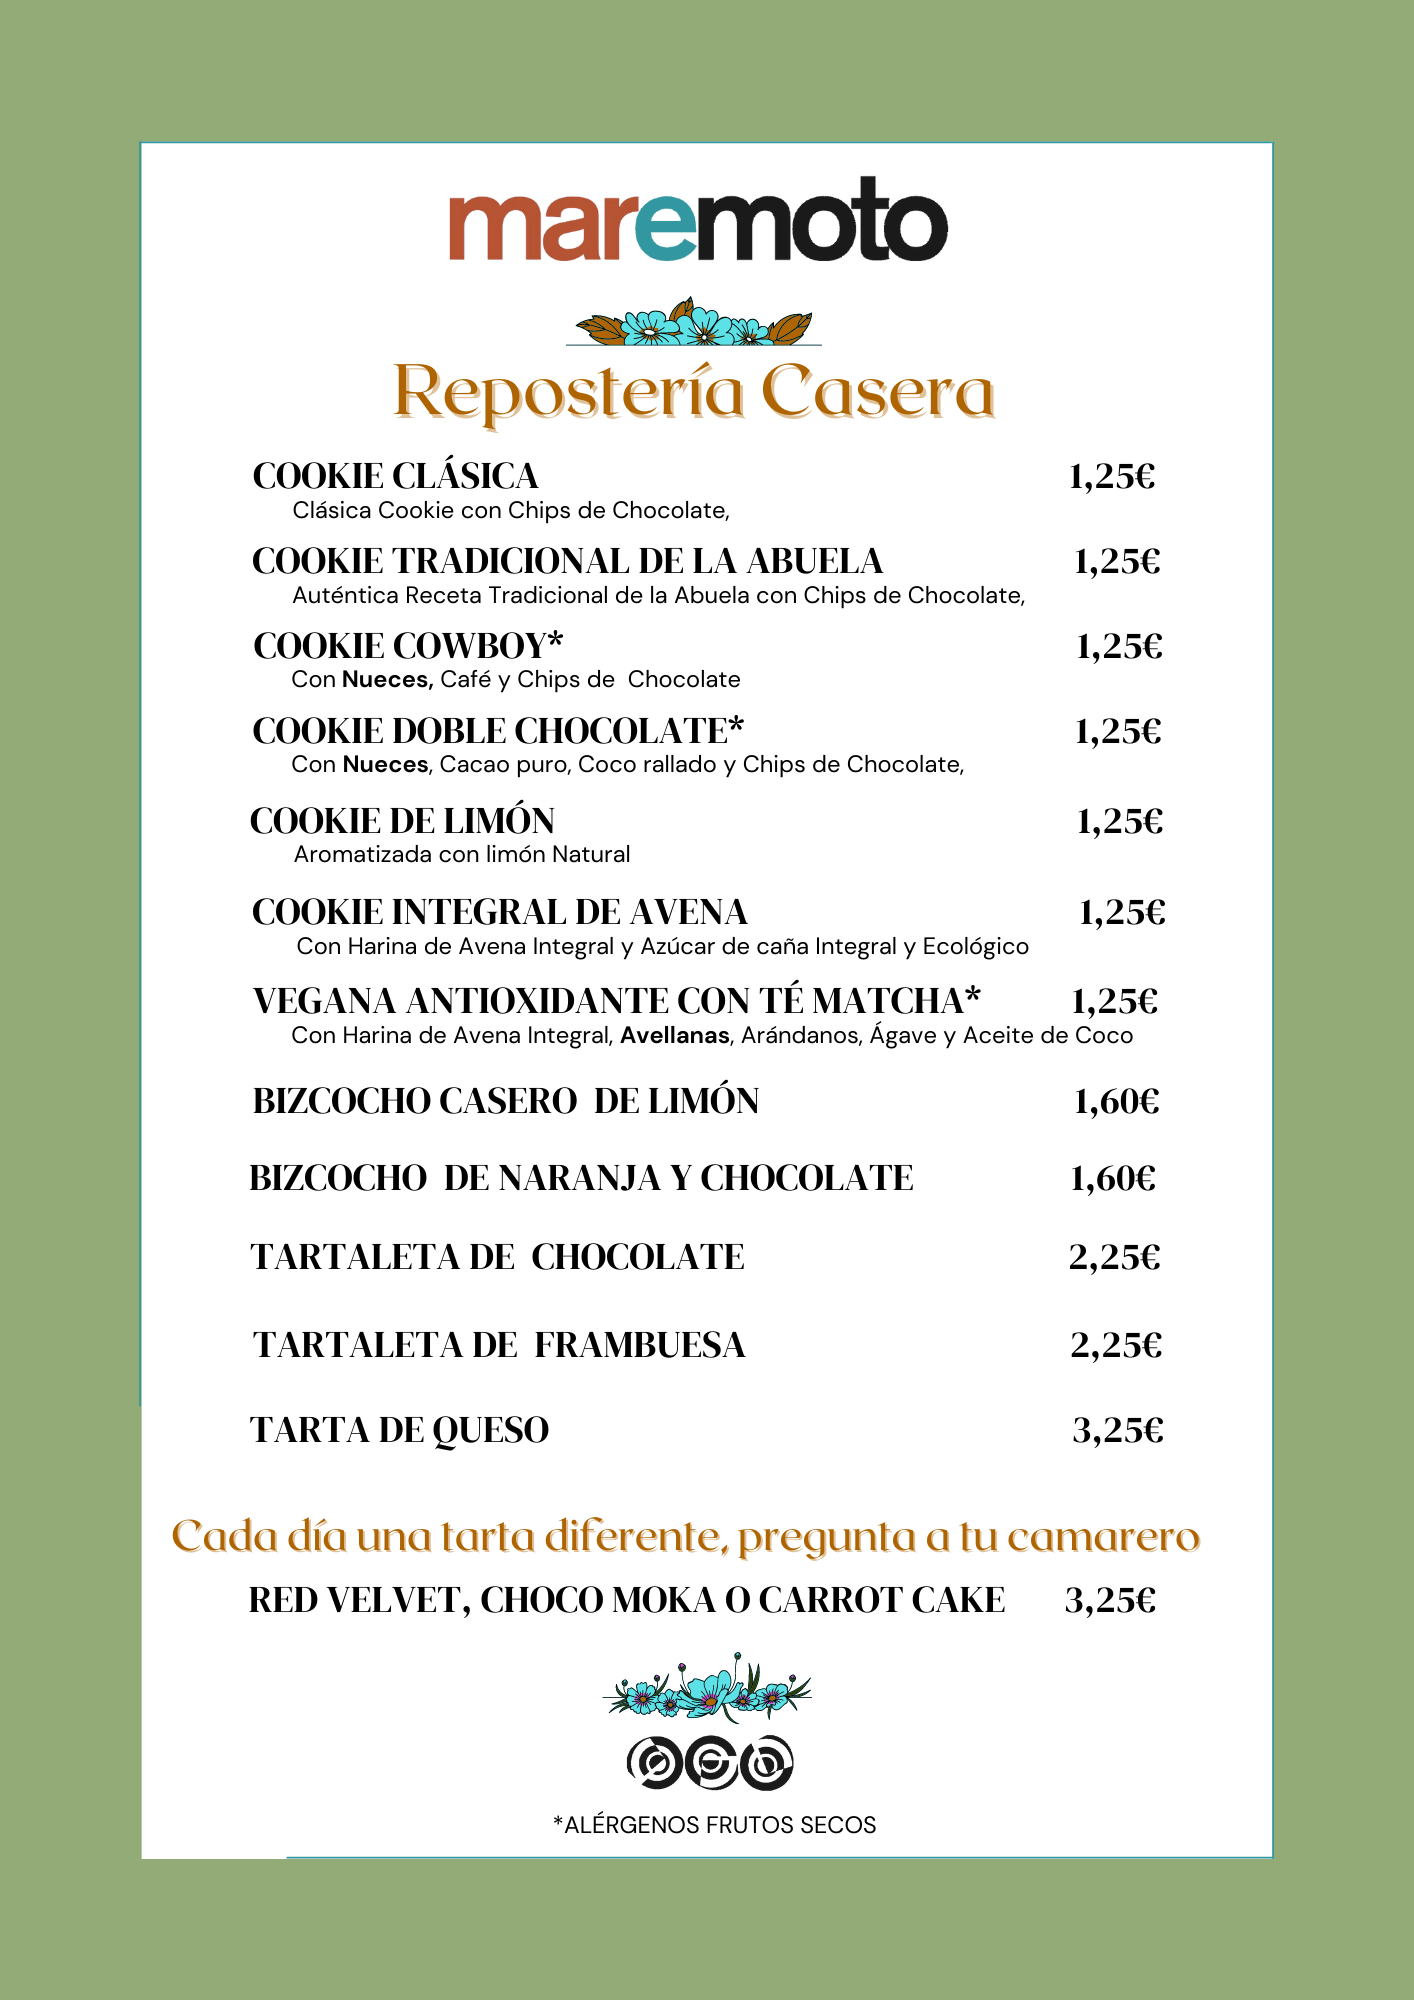 maremoto
Repostería Casera
COOKIE CLÁSICA 1,25€
Clásica Cookie con Chips de Chocolate,
COOKIE TRADICIONAL DE LA ABUELA 1,25€
Auténtica Receta Tradicional de la Abuela con Chips de Chocolate,
COOKIE COWBOY* 1,25€
Con Nueces, Café y Chips de Chocolate
COOKIE DOBLE CHOCOLATE* 1,25€
Con Nueces, Cacao puro, Coco rallado y Chips de Chocolate,
COOKIE DE LIMÓN 1,25€
Aromatizada con limón Natural
COOKIE INTEGRAL DE AVENA 1,25€
Con Harina de Avena Integral y Azúcar de caña Integral y Ecológico
VEGANA ANTIOXIDANTE CON TÉ MATCHA* 1,25€
Con Harina de Avena Integral, Avellanas, Arándanos, Ágave y Aceite de Coco
BIZCOCHO CASERO DE LIMÓN 1,60€
BIZCOCHO DE NARANJA Y CHOCOLATE 1,60€
TARTALETA DE CHOCOLATE 2,25€
TARTALETA DE FRAMBUESA 2,25€
TARTA DE QUESO 3,25€
Cada día una tarta diferente, pregunta a tu camarero
RED VELVET, CHOCO MOKA O CARROT CAKE 3,25€
*ALÉRGENOS FRUTOS SECOS